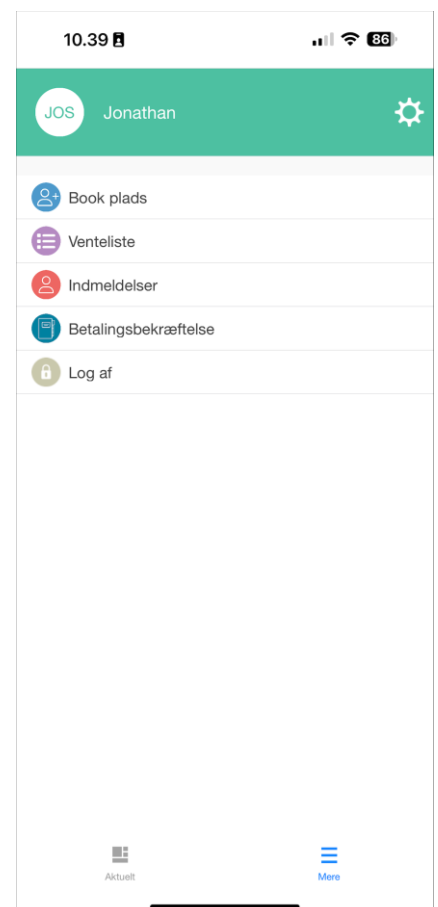 10.39
86
JOS
Jonathan
Book plads
Venteliste
Indmeldelser
Betalingsbekræftelse
Log af
Aktuelt
Mere